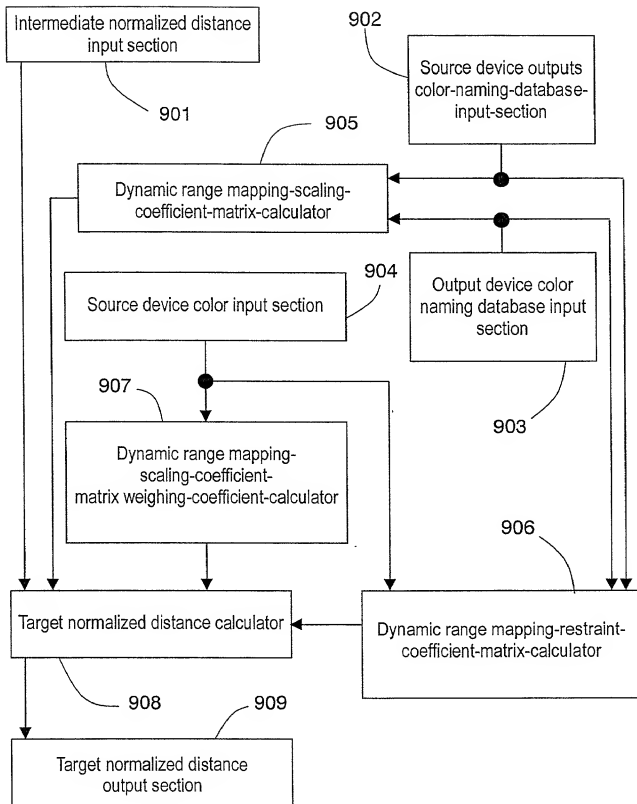 Intermediate normalized distance
input section
901
902
Source device outputs
color-naming-database-
input-section
905
Dynamic range mapping-scaling-
coefficient-matrix-calculator
904
Source device color input section
Output device color
naming database input
section
903
907
Dynamic range mapping-
scaling-coefficient-
matrix weighing-coefficient-calculator
906
Target normalized distance calculator
Dynamic range mapping-restraint-
coefficient-matrix-calculator
908
909
Target normalized distance
output section